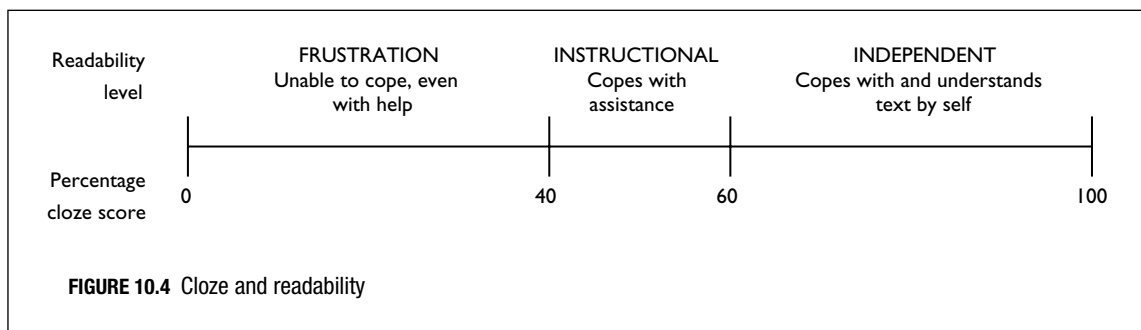 Readability
level
FRUSTRATION
Unable to cope, even
with help
INSTRUCTIONAL
Copes with
assistance
INDEPENDENT
Copes with and understands
text by self
Percentage
cloze score
0
40
60
100
FIGURE 10.4 Cloze and readability